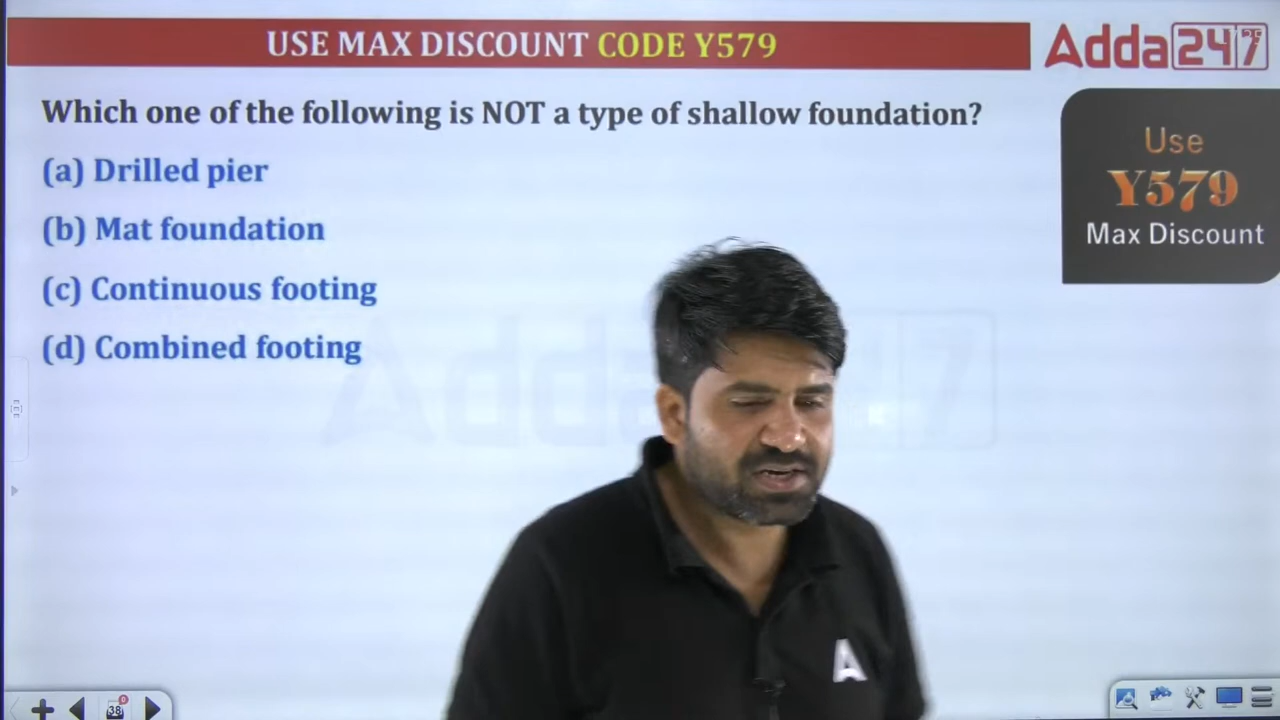 USE MAX DISCOUNT CODE Y579
Adda247
Which one of the following is NOT a type of shallow foundation?
(a) Drilled pier
(b) Mat foundation
(c) Continuous footing
(d) Combined footing
Use
Y579
Max Discount
Adda247
A
38